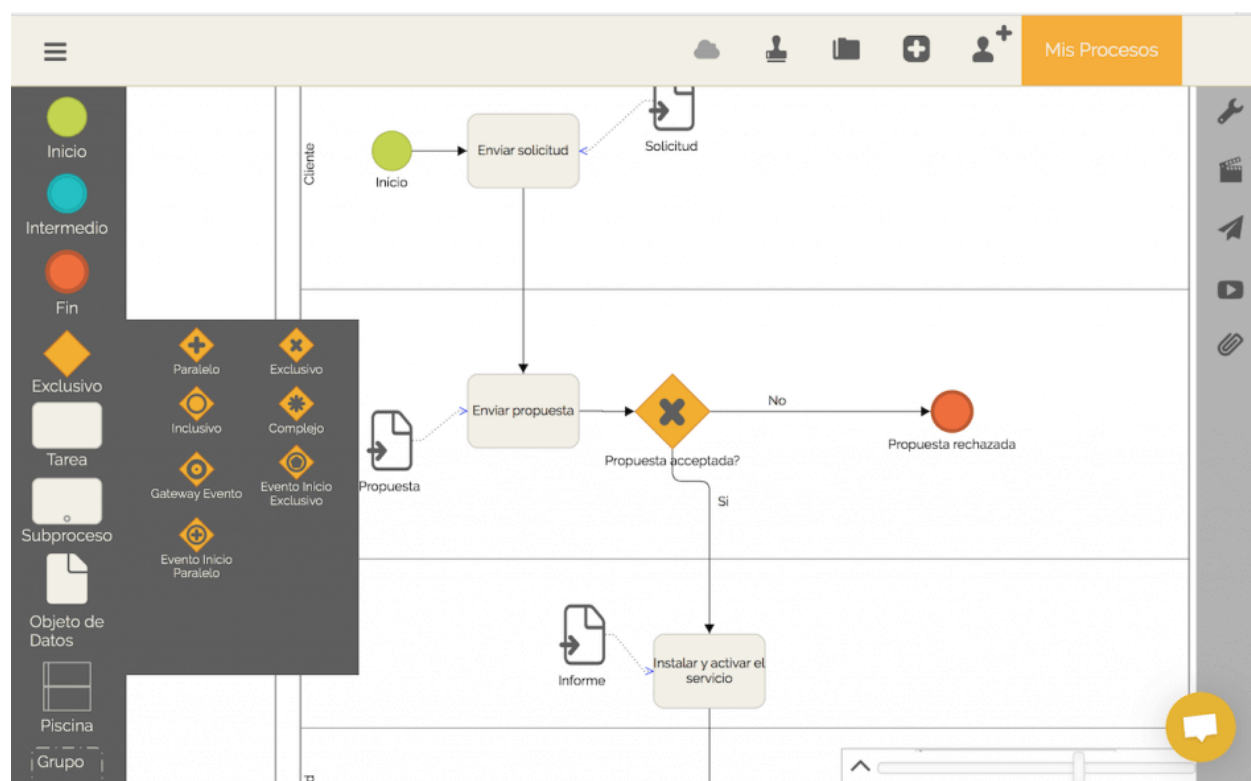 Mis Procesos
Inicio
Intermedio
Fin
Exclusivo
Tarea
Subproceso
Objeto de
Datos
Piscina
Grupo
Paralelo
Exclusivo
Inclusivo
Complejo
Gateway Evento
Evento Inicio
Exclusivo
Evento Inicio
Paralelo
Cliente
Inicio
Enviar solicitud
Solicitud
Enviar propuesta
Propuesta
Propuesta acceptada?
No
Propuesta rechazada
Si
Informe
Instalar y activar el
servicio